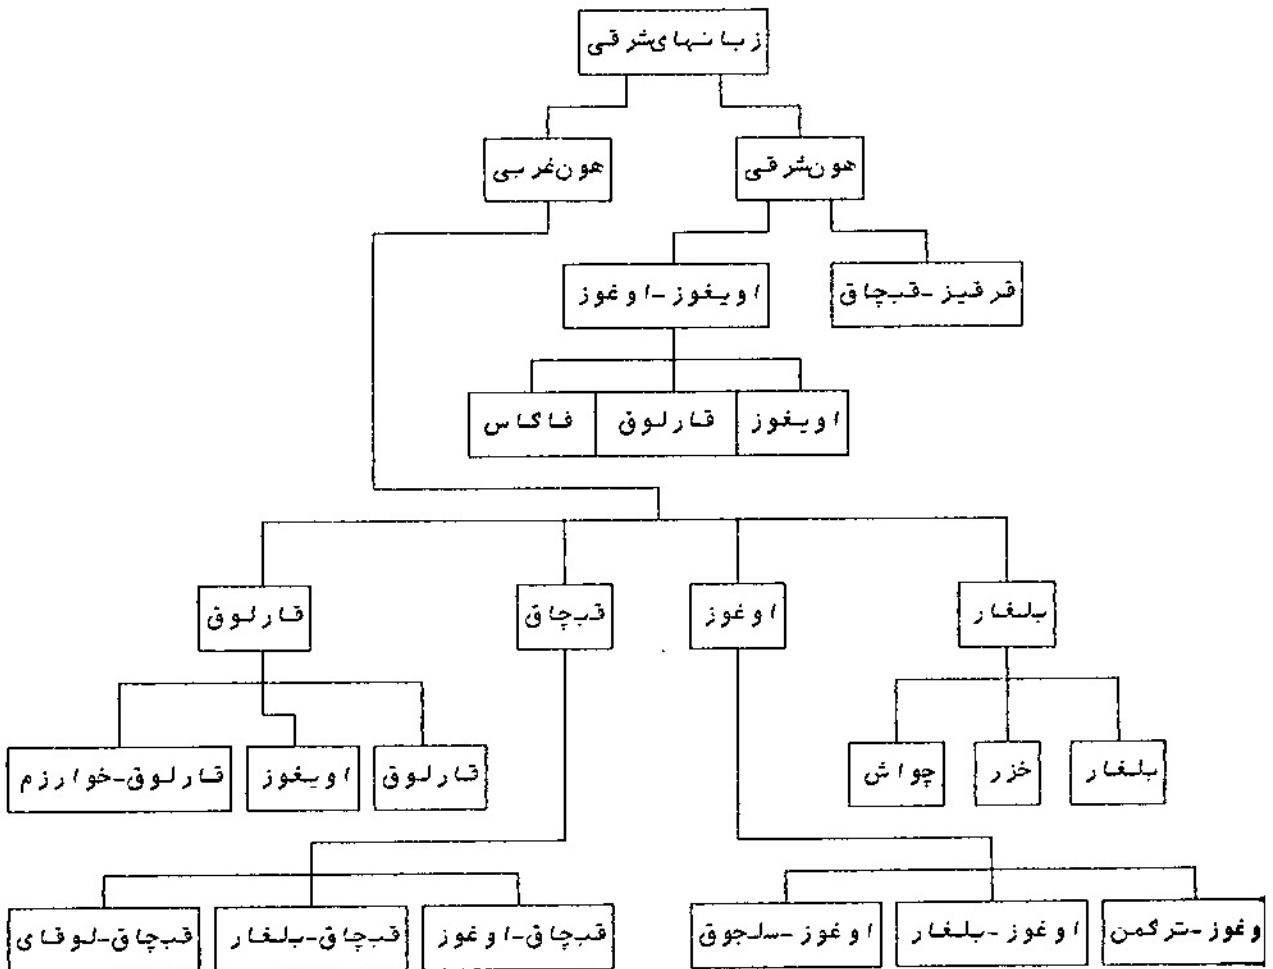 زبانهای‌شرقی
هون‌شرقی
هون‌غربی
قرقیز-قبچاق
اویغوز-اوغوز
اویغوز
قارلوق
فاکاس
بلغار
اوغوز
قبچاق
قارلوق
بلغار
خزر
چواش
قارلوق
اویغوز
قارلوق-خوارزم
وغوز-ترکمن
اوغوز-بلغار
اوغوز-سلجوق
قبچاق-اوغوز
قبچاق-بلغار
قبچاق-لوقای